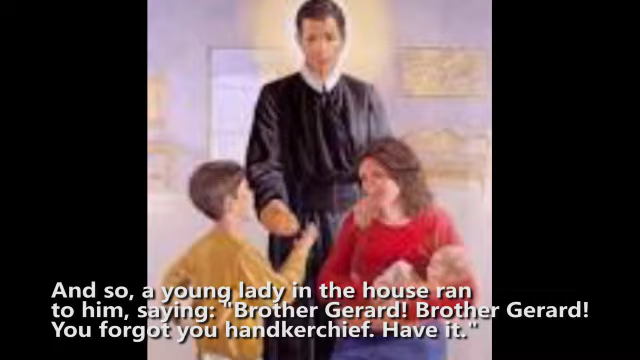 And so, a young lady in the house ran
to him, saying: "Brother Gerard! Brother Gerard!
You forgot you handkerchief. Have it."